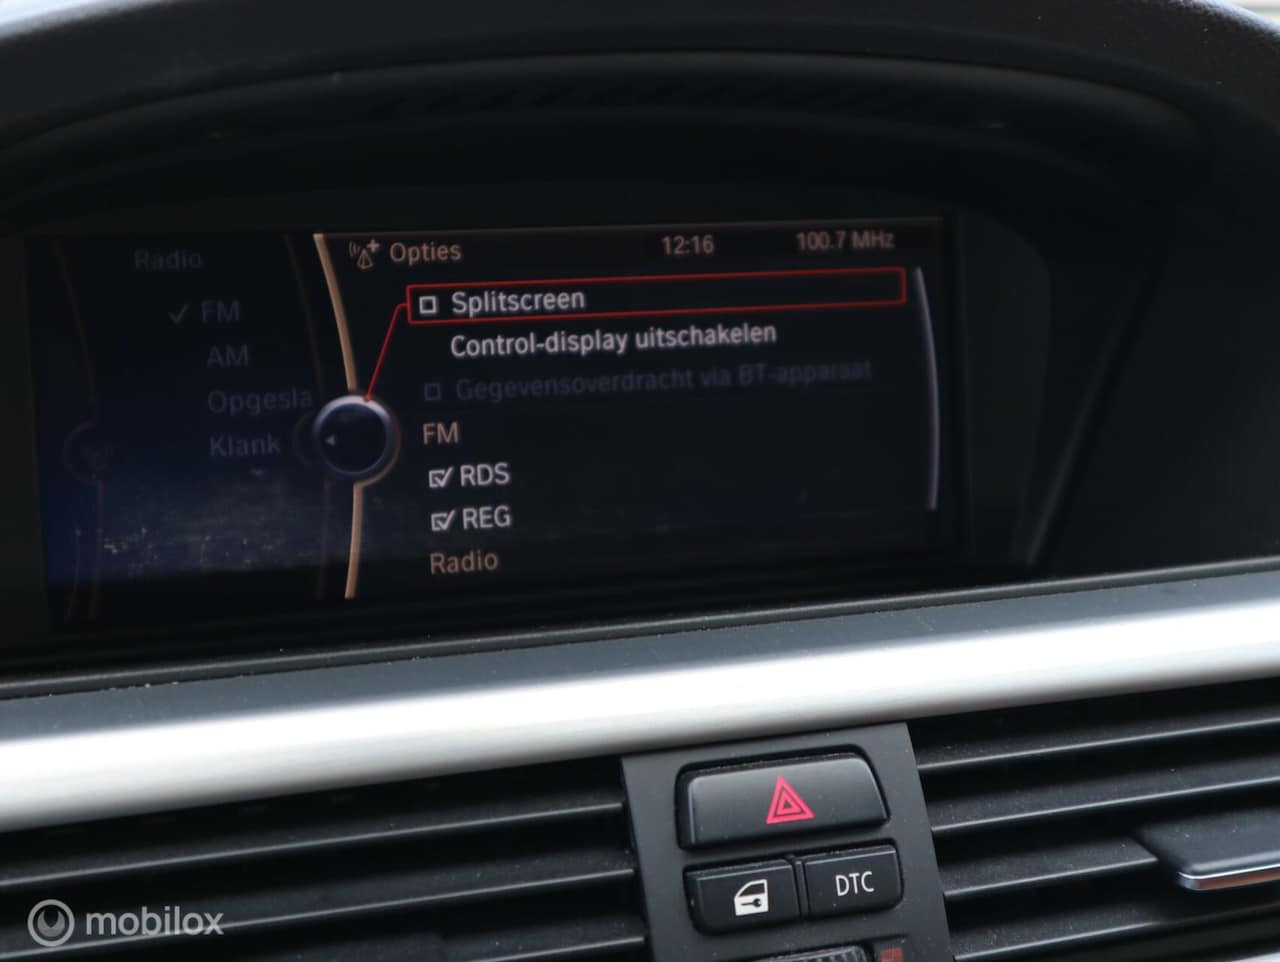 Radio
✓ FM
AM
Opgesla
Klank
Opties
12:16
100.7 MHz
Splitscreen
Control-display uitschakelen
Gegevensoverdracht via BT-apparaat
FM
RDS
REG
Radio
DTC
mobilox